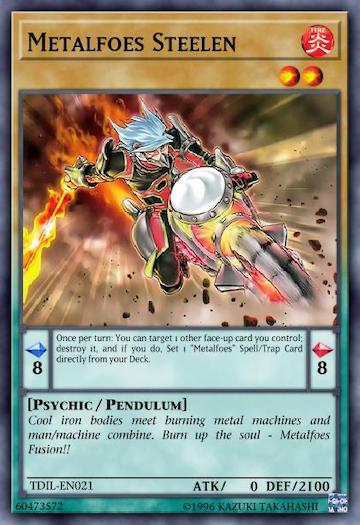 METALFOES STEELEN
FIRE
炎
Once per turn: You can target 1 other face-up card you control;
destroy it, and if you do, Set 1 "Metalfoes" Spell/Trap Card
directly from your Deck.
8
8
[PSYCHIC / PENDULUM]
Cool iron bodies meet burning metal machines and
man/machine combine. Burn up the soul - Metalfoes
Fusion!!
TDIL-EN021
ATK/ 0 DEF/2100
60473572
©1996 KAZUKI TAKAHASHI